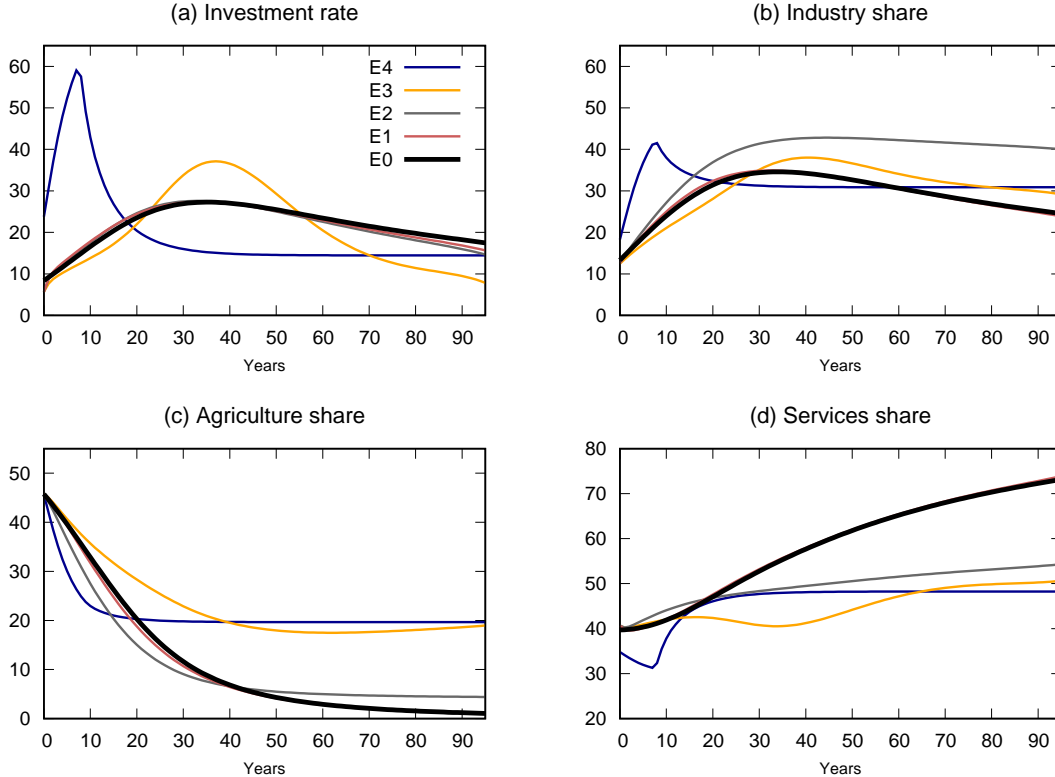 (a) Investment rate
60
50
40
30
20
10
0
0 10 20 30 40 50 60 70 80 90
Years
E4
E3
E2
E1
E0
(b) Industry share
60
50
40
30
20
10
0
0 10 20 30 40 50 60 70 80 90
Years
(c) Agriculture share
50
40
30
20
10
0
0 10 20 30 40 50 60 70 80 90
Years
(d) Services share
80
70
60
50
40
30
20
0 10 20 30 40 50 60 70 80 90
Years